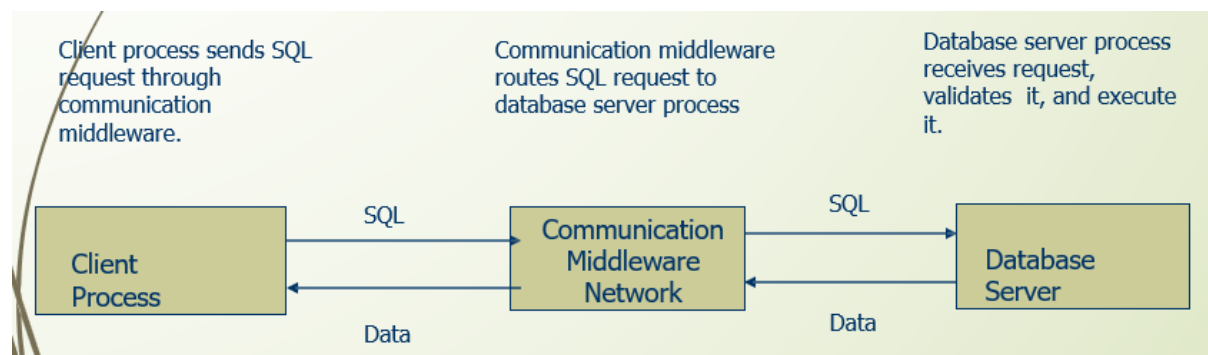 Client process sends SQL
request through
communication
middleware.
Communication middleware
routes SQL request to
database server process
Database server process
receives request,
validates  it, and execute
it.
SQL
SQL
Client
Process
Communication
Middleware
Network
Database
Server
Data
Data